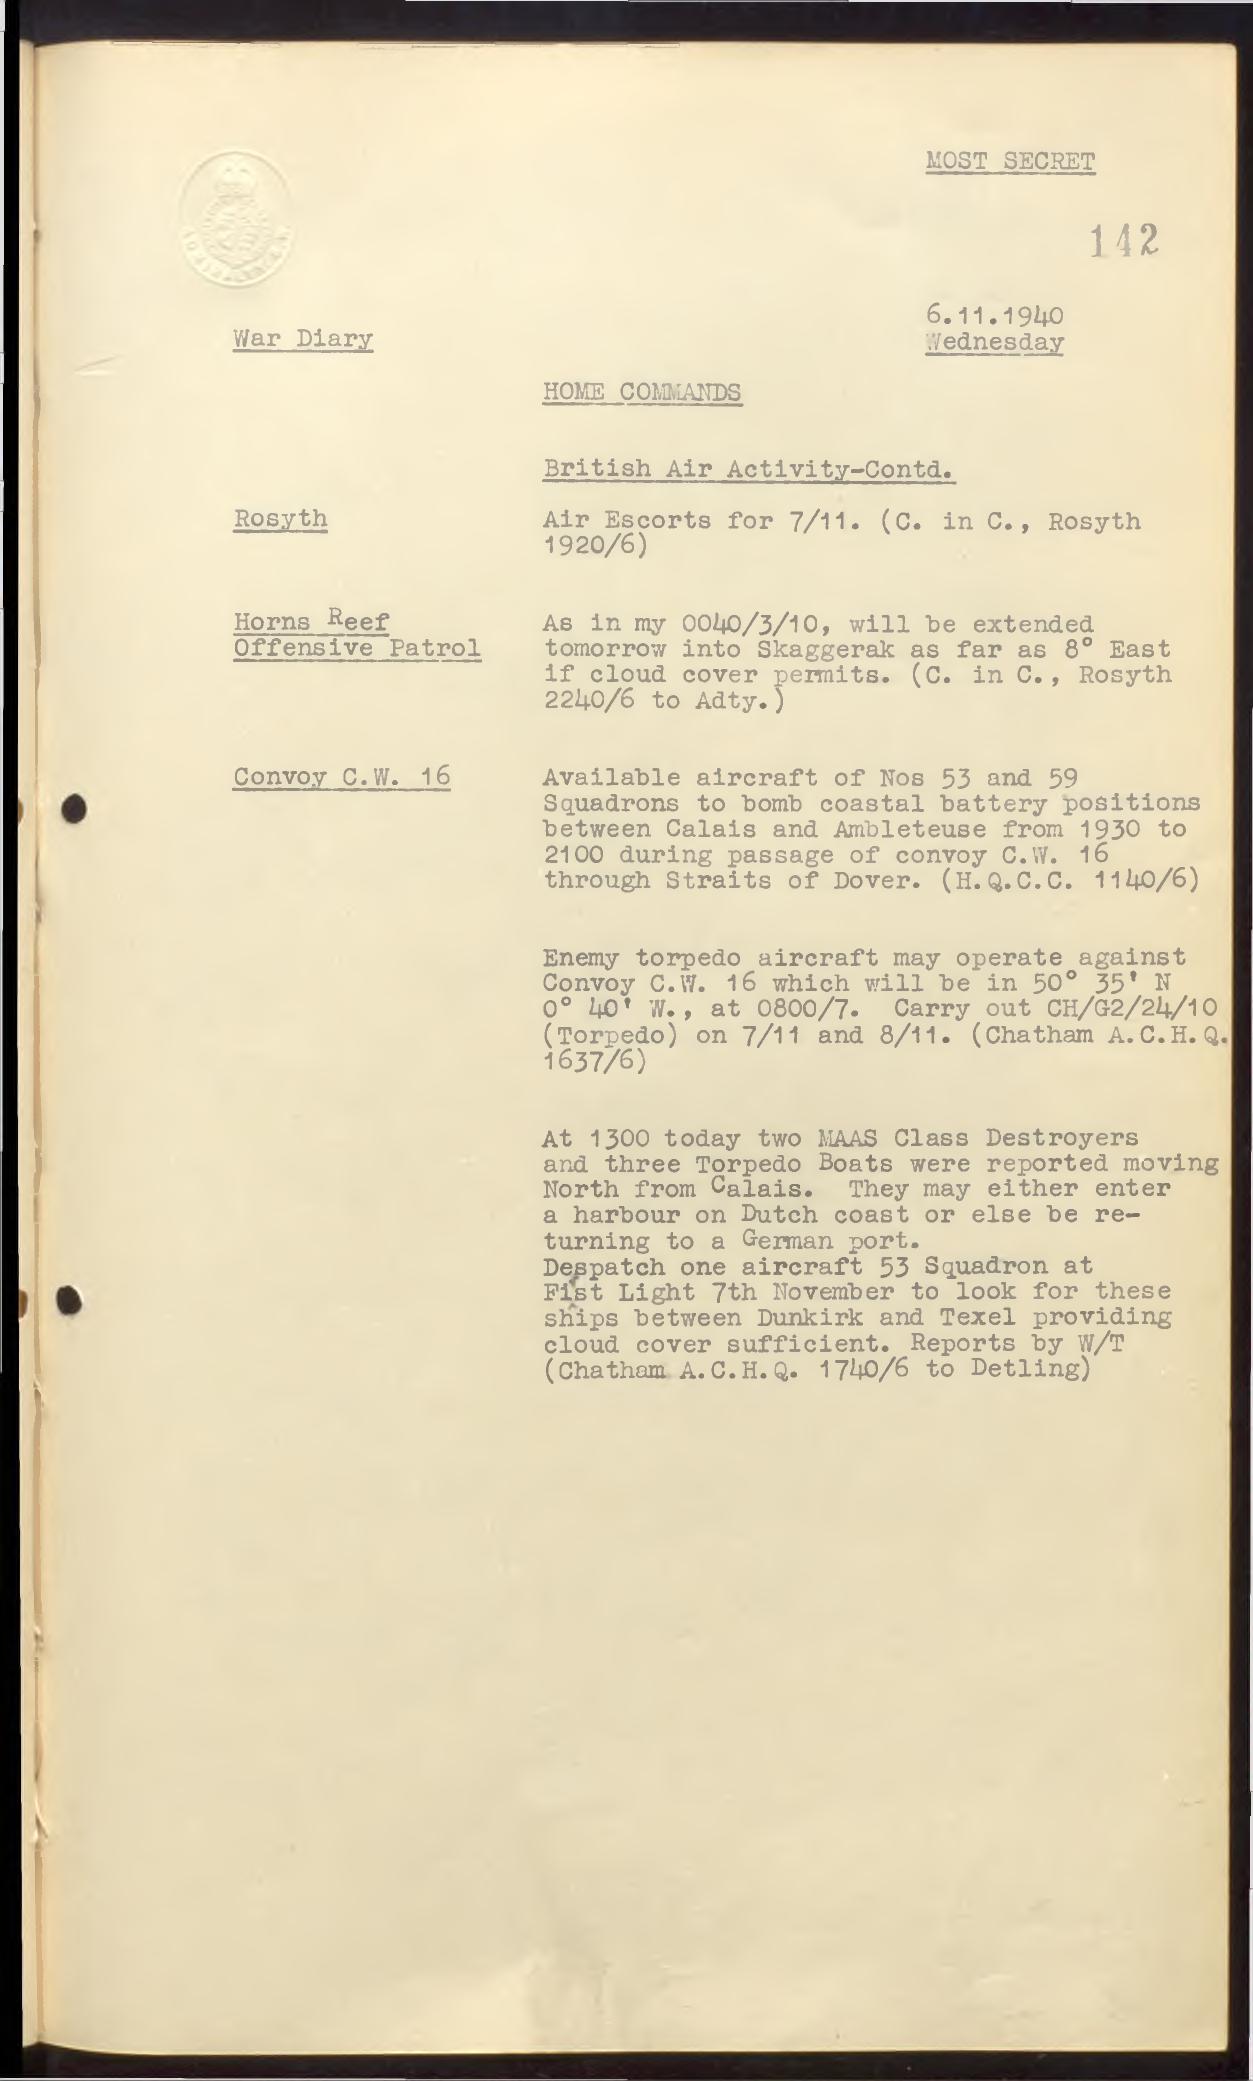 MOST SECRET
142
6.11.1940
Wednesday
War Diary
HOME COMMANDS
British Air Activity-Contd.
Rosyth
Air Escorts for 7/11. (C. in C., Rosyth
1920/6)
Horns Reef
Offensive Patrol
As in my 0040/3/10, will be extended
tomorrow into Skaggerak as far as 8° East
if cloud cover permits. (C. in C., Rosyth
2240/6 to Adty.)
Convoy C.W. 16
Available aircraft of Nos 53 and 59
Squadrons to bomb coastal battery positions
between Calais and Ambleteuse from 1930 to
2100 during passage of convoy C.W. 16
through Straits of Dover. (H.Q.C.C. 1140/6)
Enemy torpedo aircraft may operate against
Convoy C.W. 16 which will be in 50° 35' N
0° 40' W., at 0800/7. Carry out CH/G2/24/10
(Torpedo) on 7/11 and 8/11. (Chatham A.C.H.Q.
1637/6)
At 1300 today two MAAS Class Destroyers
and three Torpedo Boats were reported moving
North from Calais. They may either enter
a harbour on Dutch coast or else be re-
turning to a German port.
Despatch one aircraft 53 Squadron at
Fist Light 7th November to look for these
ships between Dunkirk and Texel providing
cloud cover sufficient. Reports by W/T
(Chatham A.C.H.Q. 1740/6 to Detling)